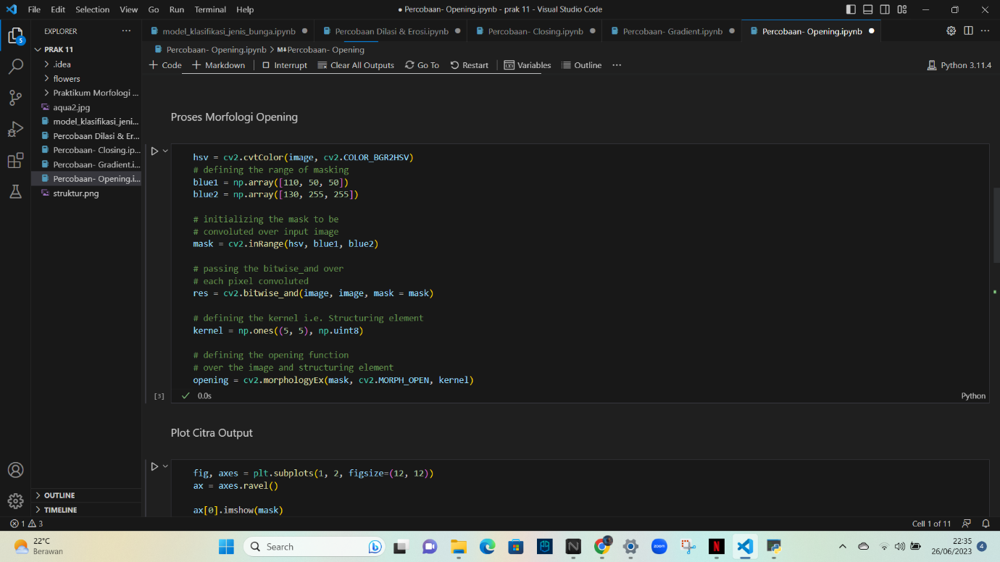 File Edit Selection View Go Run Terminal Help
● Percobaan- Opening.ipynb - prak 11 - Visual Studio Code
EXPLORER
model_klasifikasi_jenis_bunga.ipynb
Percobaan Dilasi & Erosi.ipynb
Percobaan- Closing.ipynb
Percobaan- Gradient.ipynb
Percobaan- Opening.ipynb
5
PRAK 11
.idea
flowers
Praktikum Morfologi ...
aqua2.jpg
model_klasifikasi_jeni...
Percobaan Dilasi & Er...
Percobaan- Closing.ip...
Percobaan- Gradient.i...
Percobaan- Opening.i...
struktur.png
OUTLINE
TIMELINE
Percobaan- Opening.ipynb > M↓Percobaan- Opening
+ Code + Markdown Interrupt Clear All Outputs Go To Restart Variables Outline ...
Python 3.11.4
Proses Morfologi Opening
hsv = cv2.cvtColor(image, cv2.COLOR_BGR2HSV)
# defining the range of masking
blue1 = np.array([110, 50, 50])
blue2 = np.array([130, 255, 255])
# initializing the mask to be
# convoluted over input image
mask = cv2.inRange(hsv, blue1, blue2)
# passing the bitwise_and over
# each pixel convoluted
res = cv2.bitwise_and(image, image, mask = mask)
# defining the kernel i.e. Structuring element
kernel = np.ones((5, 5), np.uint8)
# defining the opening function
# over the image and structuring element
opening = cv2.morphologyEx(mask, cv2.MORPH_OPEN, kernel)
[3] ✓ 0.0s
Python
Plot Citra Output
fig, axes = plt.subplots(1, 2, figsize=(12, 12))
ax = axes.ravel()
ax[0].imshow(mask)
1 3
Cell 1 of 11
22°C
Berawan
Search
zoom
N
N
22:35
26/06/2023
4